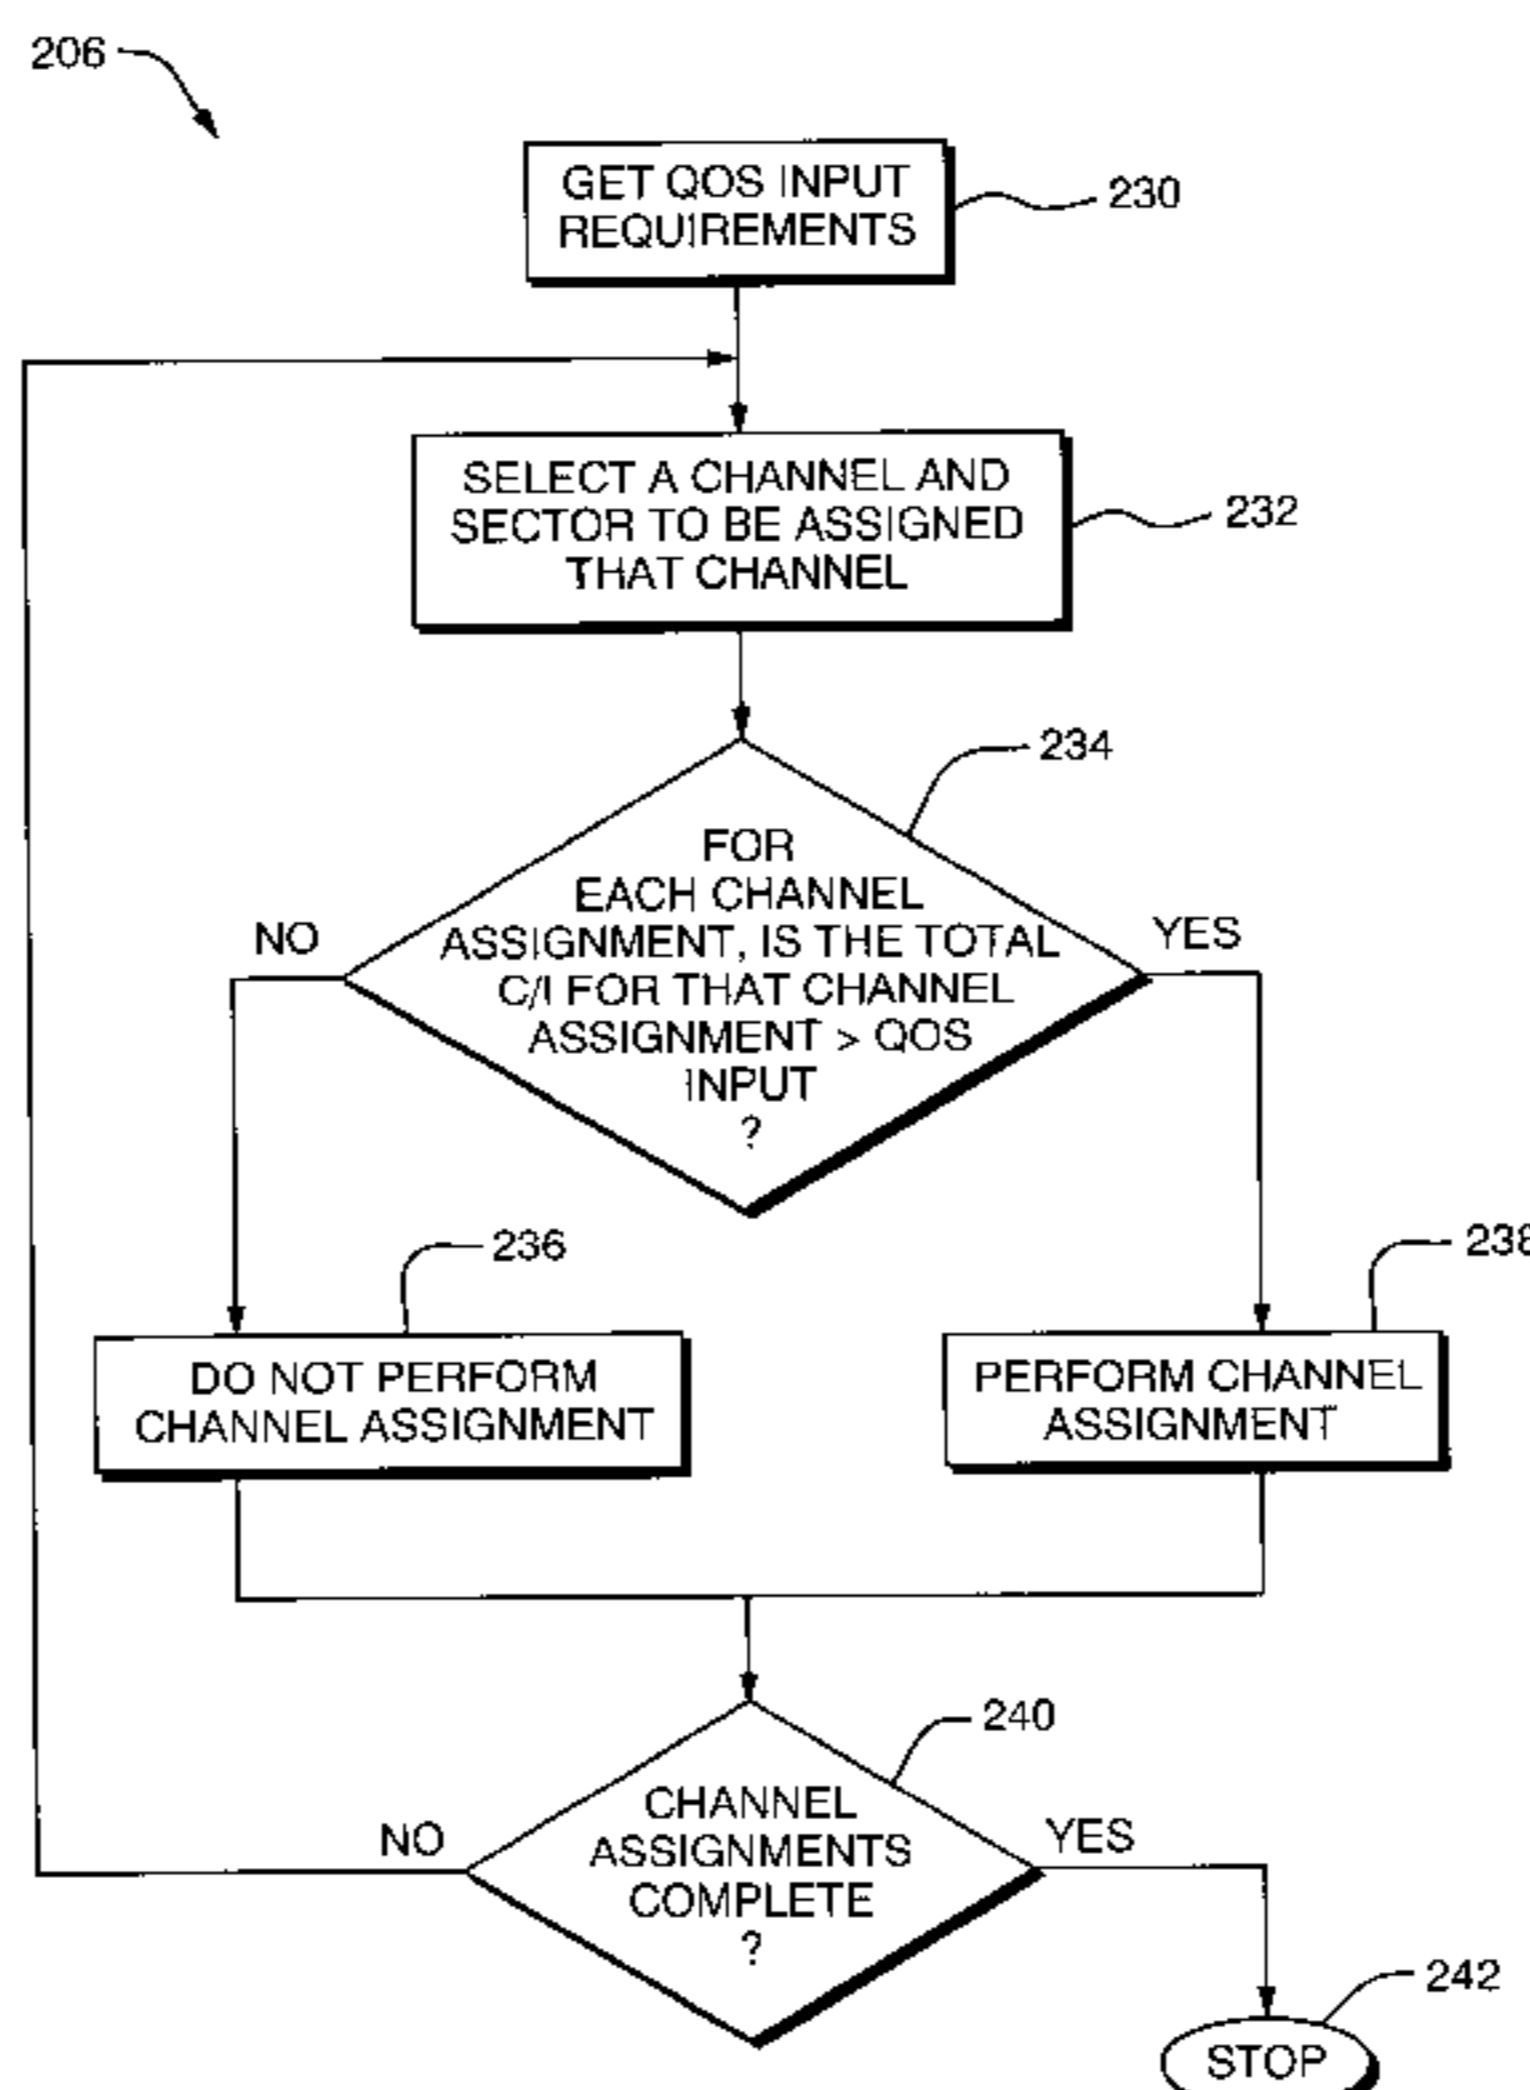 206
GET QOS INPUT
REQUIREMENTS
230
SELECT A CHANNEL AND
SECTOR TO BE ASSIGNED
THAT CHANNEL
232
234
FOR
EACH CHANNEL
ASSIGNMENT, IS THE TOTAL
C/I FOR THAT CHANNEL
ASSIGNMENT > QOS
INPUT
?
NO
YES
236
238
DO NOT PERFORM
CHANNEL ASSIGNMENT
PERFORM CHANNEL
ASSIGNMENT
240
CHANNEL
ASSIGNMENTS
COMPLETE
?
NO
YES
242
STOP